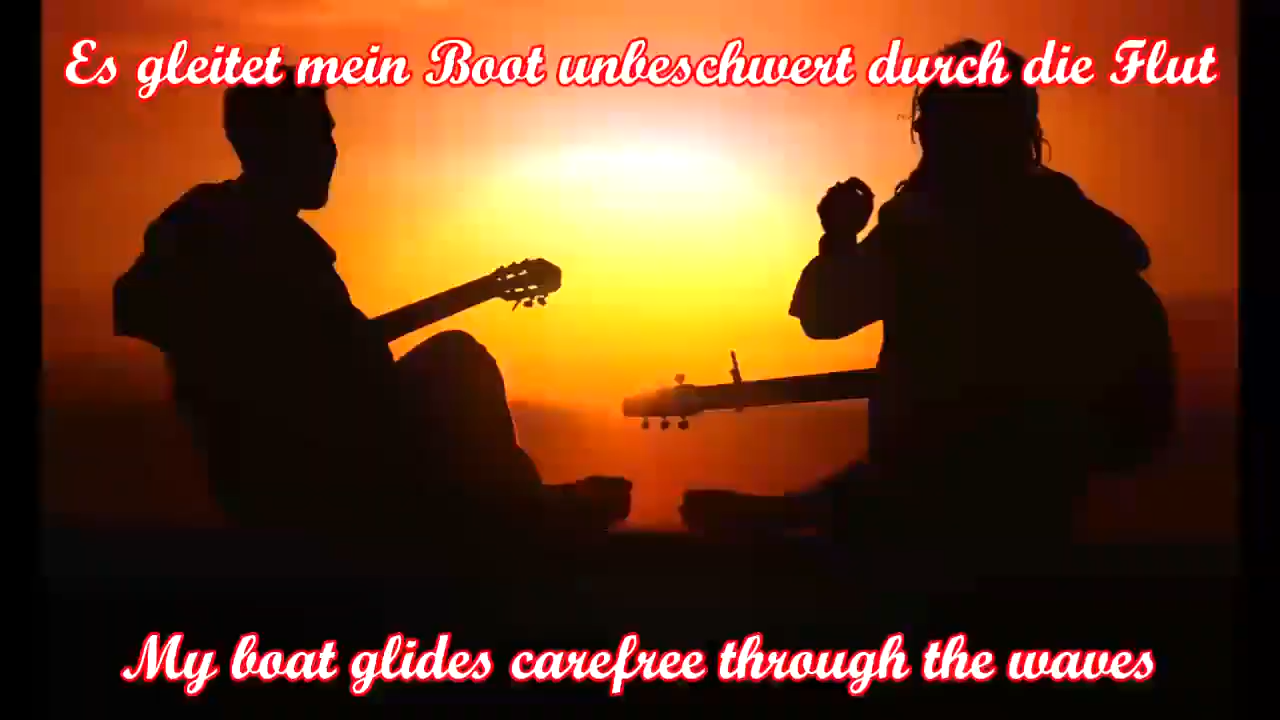 Es gleitet mein Boot unbeschwert durch die Flut
My boat glides carefree through the waves